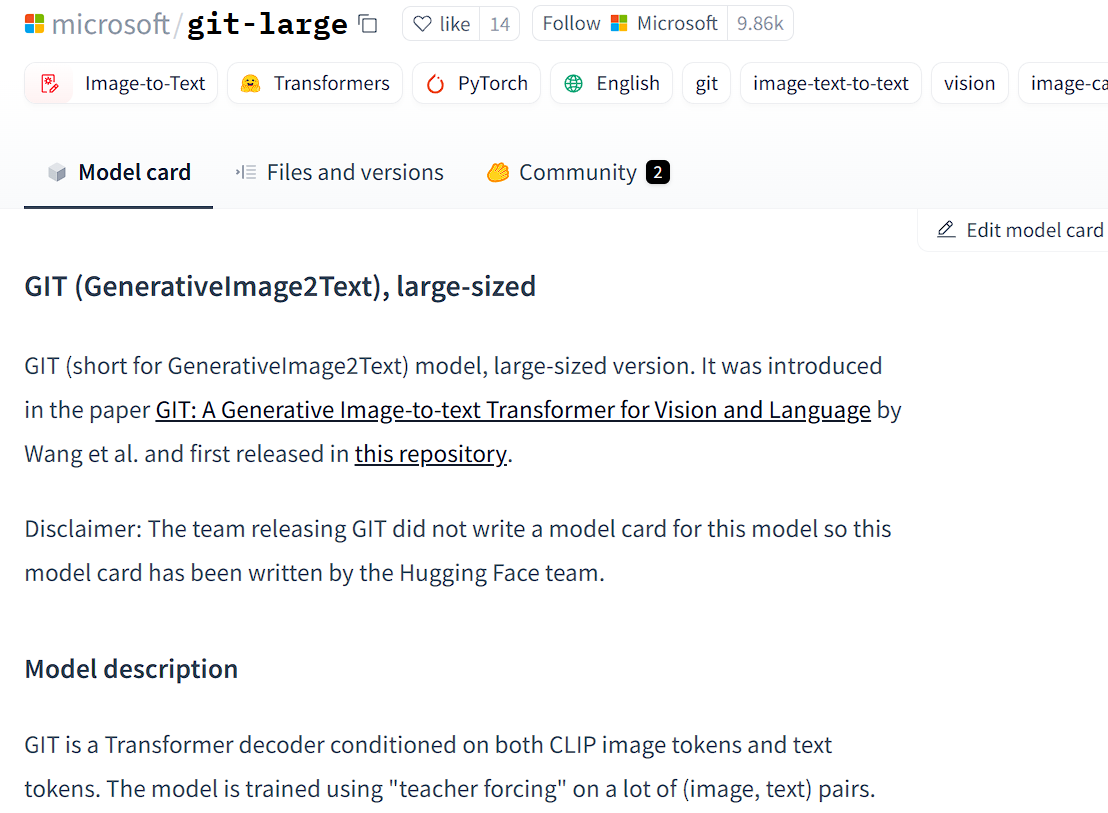 microsoft/git-large like 14 Follow Microsoft 9.86k
Image-to-Text Transformers PyTorch English git image-text-to-text vision image-ca
Model card Files and versions Community 2
Edit model card
GIT (GenerativeImage2Text), large-sized
GIT (short for GenerativeImage2Text) model, large-sized version. It was introduced
in the paper GIT: A Generative Image-to-text Transformer for Vision and Language by
Wang et al. and first released in this repository.
Disclaimer: The team releasing GIT did not write a model card for this model so this
model card has been written by the Hugging Face team.
Model description
GIT is a Transformer decoder conditioned on both CLIP image tokens and text
tokens. The model is trained using "teacher forcing" on a lot of (image, text) pairs.